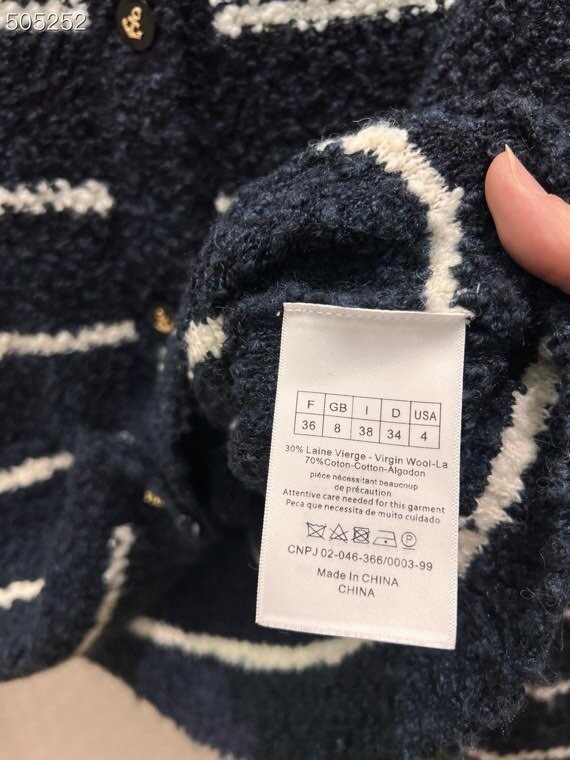 505252
F GB I D USA
36 8 38 34 4
30% Laine Vierge - Virgin Wool-La
70%Coton-Cotton-Algodon
pièce nécessitant beaucoup
de précaution
Attentive care needed for this garment
Peca que necessita de muito cuidado
P
CNPJ 02-046-366/0003-99
Made In CHINA
CHINA